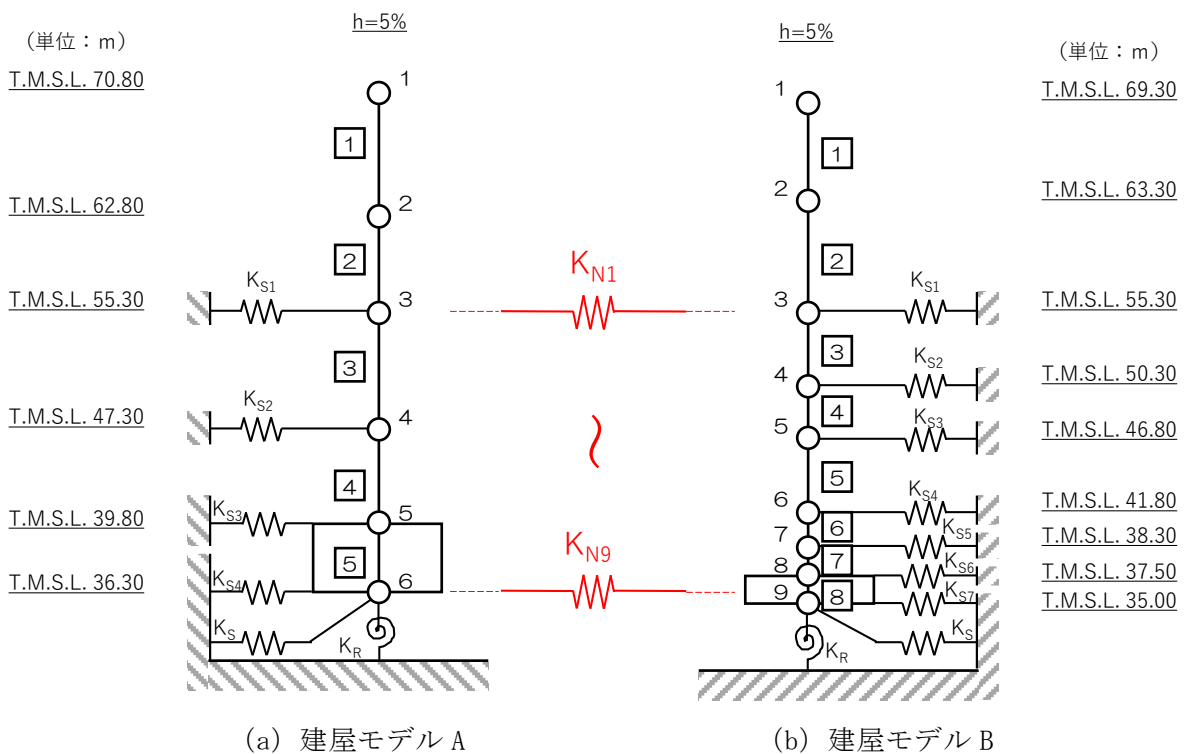 h=5%
(単位：m)
T.M.S.L. 70.80
T.M.S.L. 62.80
T.M.S.L. 55.30
T.M.S.L. 47.30
T.M.S.L. 39.80
T.M.S.L. 36.30
1
1
2
2
KS1
3
3
KS2
4
4
KS3
5
5
KS4
6
KS
KR
(a) 建屋モデル A
KN1
～
KN9
h=5%
(単位：m)
1
1
2
2
3
KS1
3
4
KS2
4
5
KS3
5
6
KS4
6
7
KS5
7
8
KS6
9
8
KS7
KS
KR
T.M.S.L. 69.30
T.M.S.L. 63.30
T.M.S.L. 55.30
T.M.S.L. 50.30
T.M.S.L. 46.80
T.M.S.L. 41.80
T.M.S.L. 38.30
T.M.S.L. 37.50
T.M.S.L. 35.00
(b) 建屋モデル B